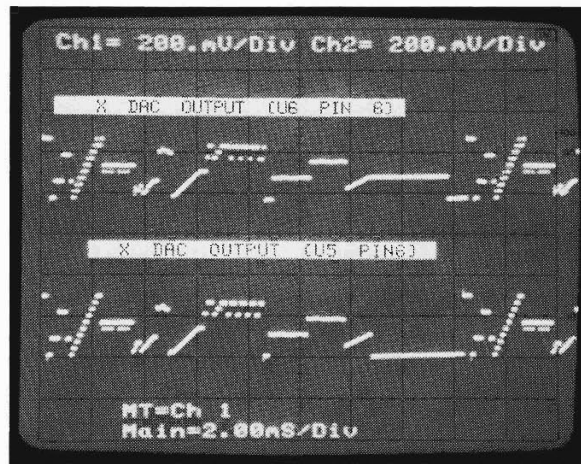 Ch1= 200.mV/Div Ch2= 200.mV/Div
X DAC OUTPUT (U6 PIN 6)
X DAC OUTPUT (U5 PIN6)
MT=Ch 1
Main=2.00mS/Div